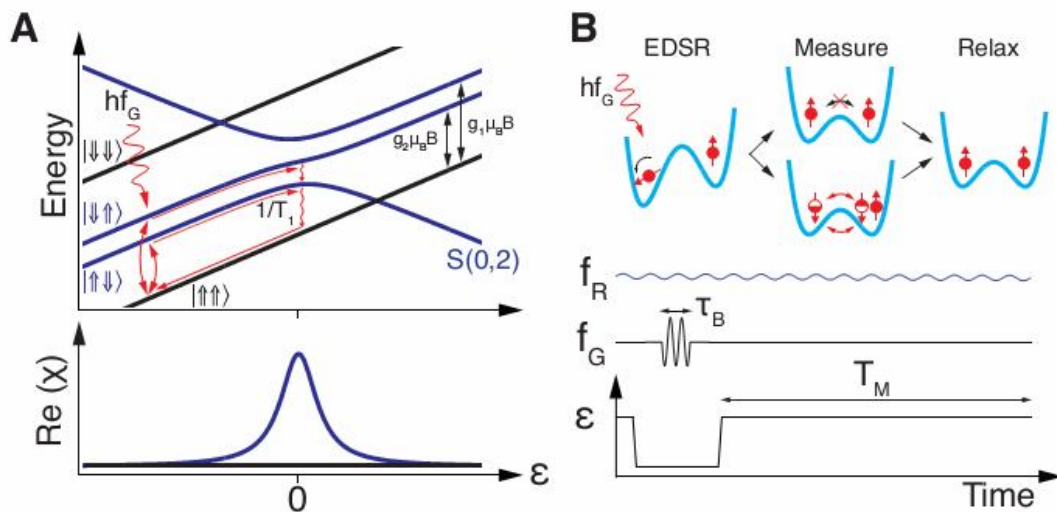 A
Energy
hf_G
|⇓⇓⟩
|⇓⇑⟩
|⇑⇓⟩
|⇑⇑⟩
1/T_1
g_2μ_BB
g_1μ_BB
S(0,2)
Re (χ)
0
ε
B
EDSR
Measure
Relax
hf_G
f_R
f_G
τ_B
T_M
ε
Time